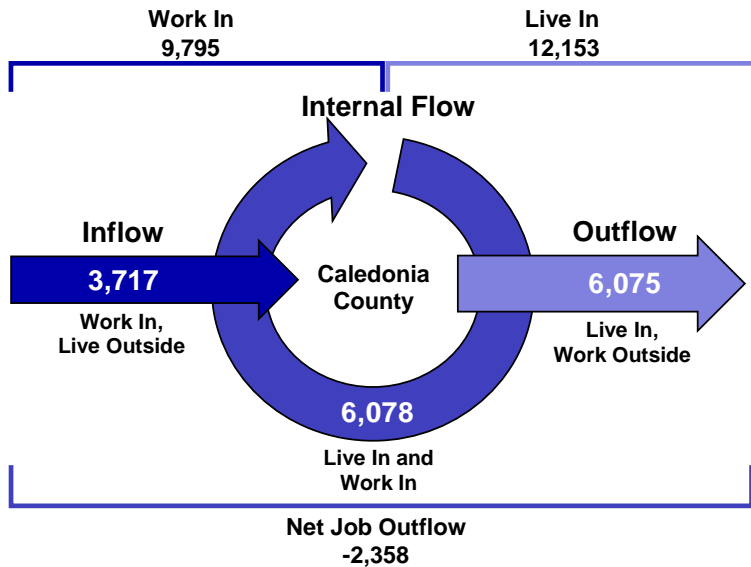 Work In
9,795
Live In
12,153
Internal Flow
Inflow
3,717
Work In,
Live Outside
Caledonia
County
Outflow
6,075
Live In,
Work Outside
6,078
Live In and
Work In
Net Job Outflow
-2,358